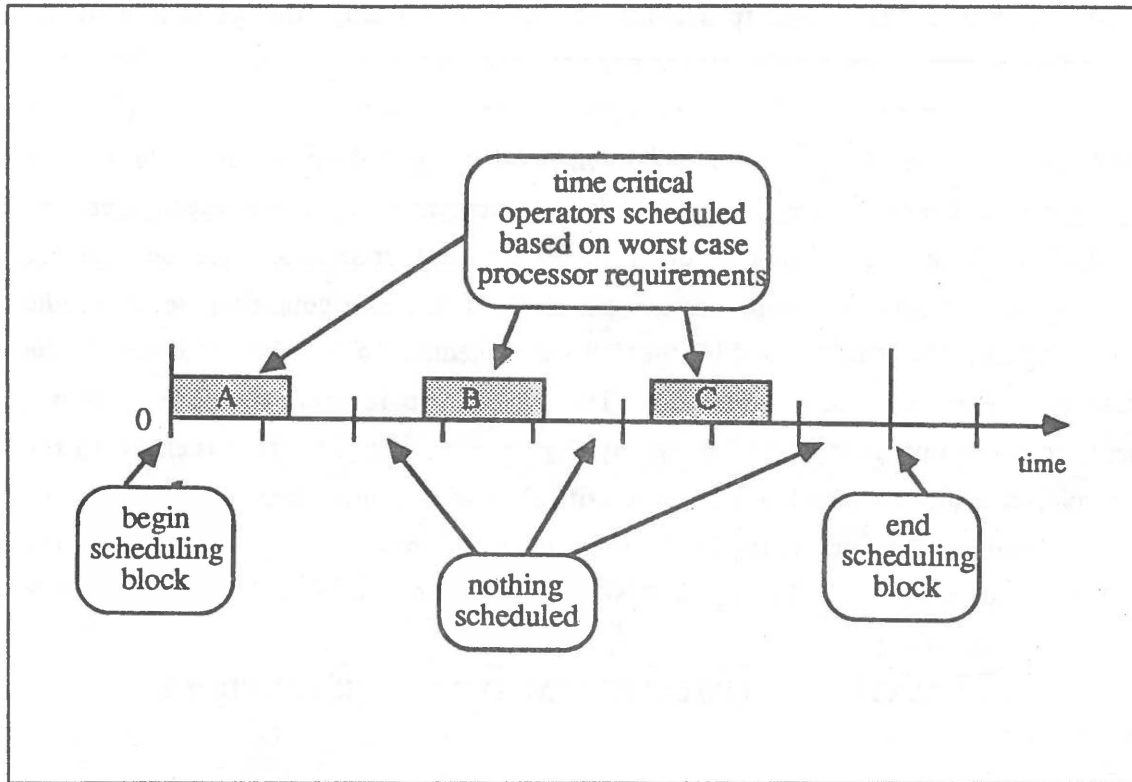 time critical
operators scheduled
based on worst case
processor requirements
A
B
C
0
time
begin
scheduling
block
nothing
scheduled
end
scheduling
block